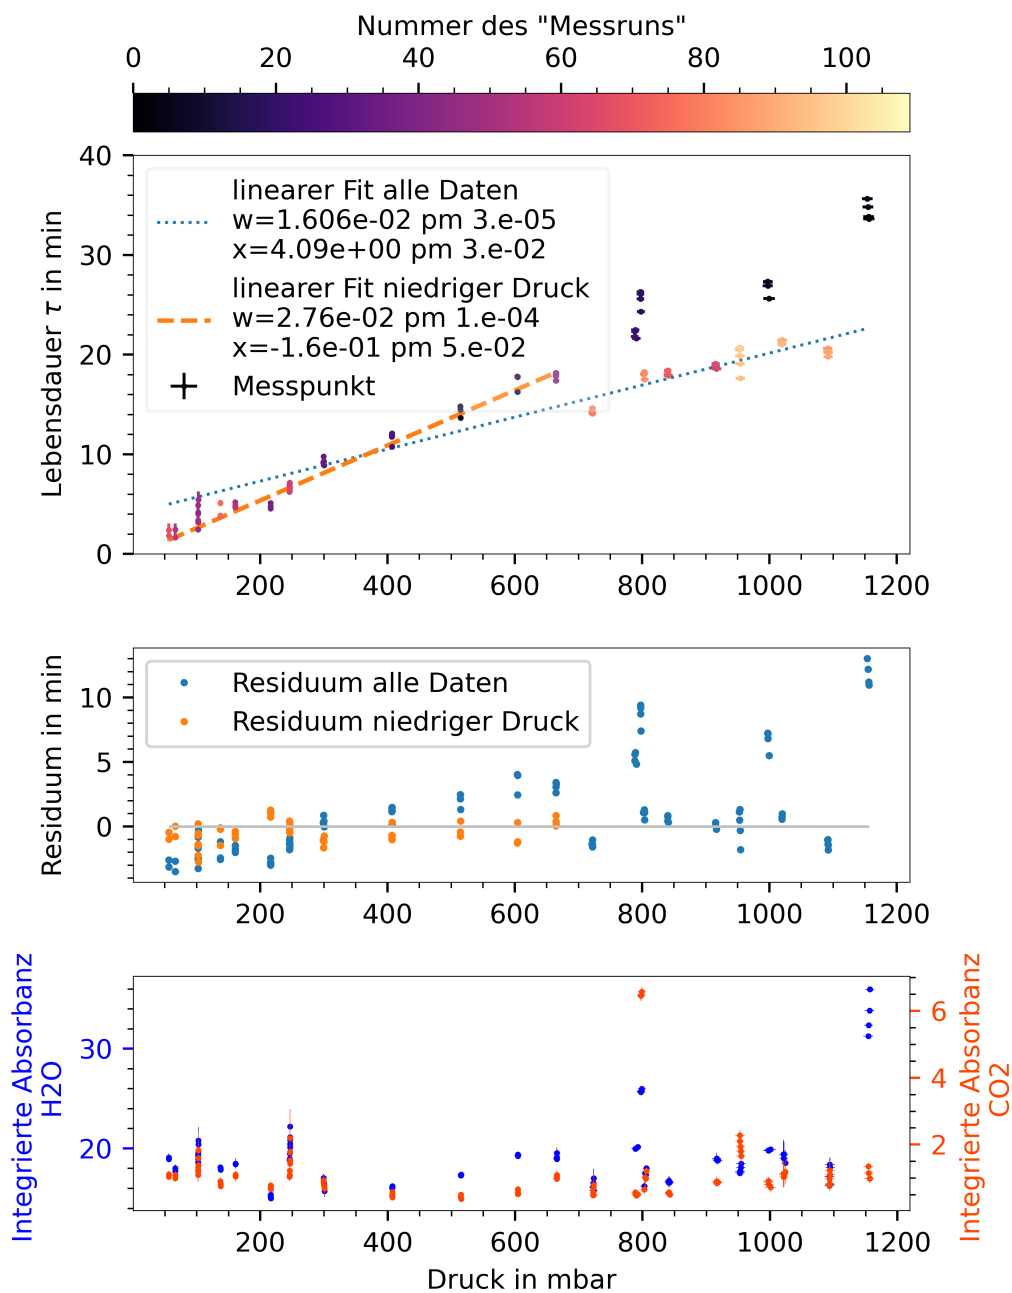 Nummer des "Messruns"
0 20 40 60 80 100
40
30
20
10
0
Lebensdauer τ in min
linearer Fit alle Daten
w=1.606e-02 pm 3.e-05
x=4.09e+00 pm 3.e-02
linearer Fit niedriger Druck
w=2.76e-02 pm 1.e-04
x=-1.6e-01 pm 5.e-02
Messpunkt
200 400 600 800 1000 1200
Residuum in min
10
5
0
Residuum alle Daten
Residuum niedriger Druck
200 400 600 800 1000 1200
Integrierte Absorbanz
H2O
30
20
6
4
2
Integrierte Absorbanz
CO2
200 400 600 800 1000 1200
Druck in mbar